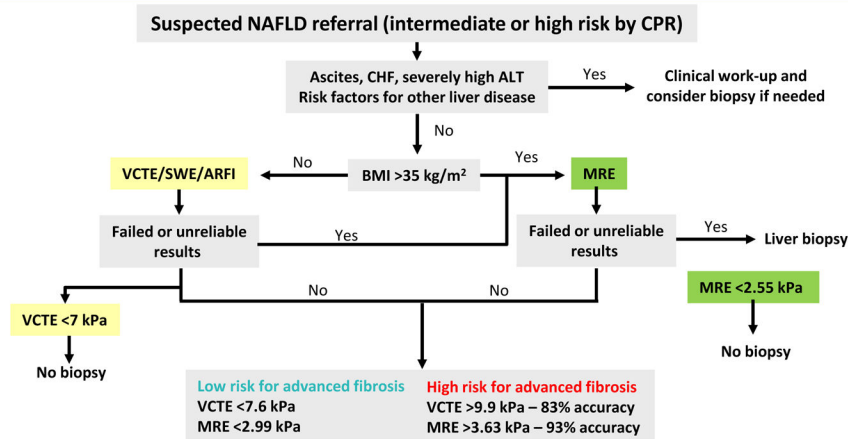 Suspected NAFLD referral (intermediate or high risk by CPR)
Ascites, CHF, severely high ALT
Risk factors for other liver disease
Yes
Clinical work-up and
consider biopsy if needed
No
VCTE/SWE/ARFI
No
BMI >35 kg/m²
Yes
MRE
Failed or unreliable
results
Yes
Failed or unreliable
results
Yes
Liver biopsy
No
No
MRE <2.55 kPa
VCTE <7 kPa
No biopsy
No biopsy
Low risk for advanced fibrosis
VCTE <7.6 kPa
MRE <2.99 kPa
High risk for advanced fibrosis
VCTE >9.9 kPa – 83% accuracy
MRE >3.63 kPa – 93% accuracy